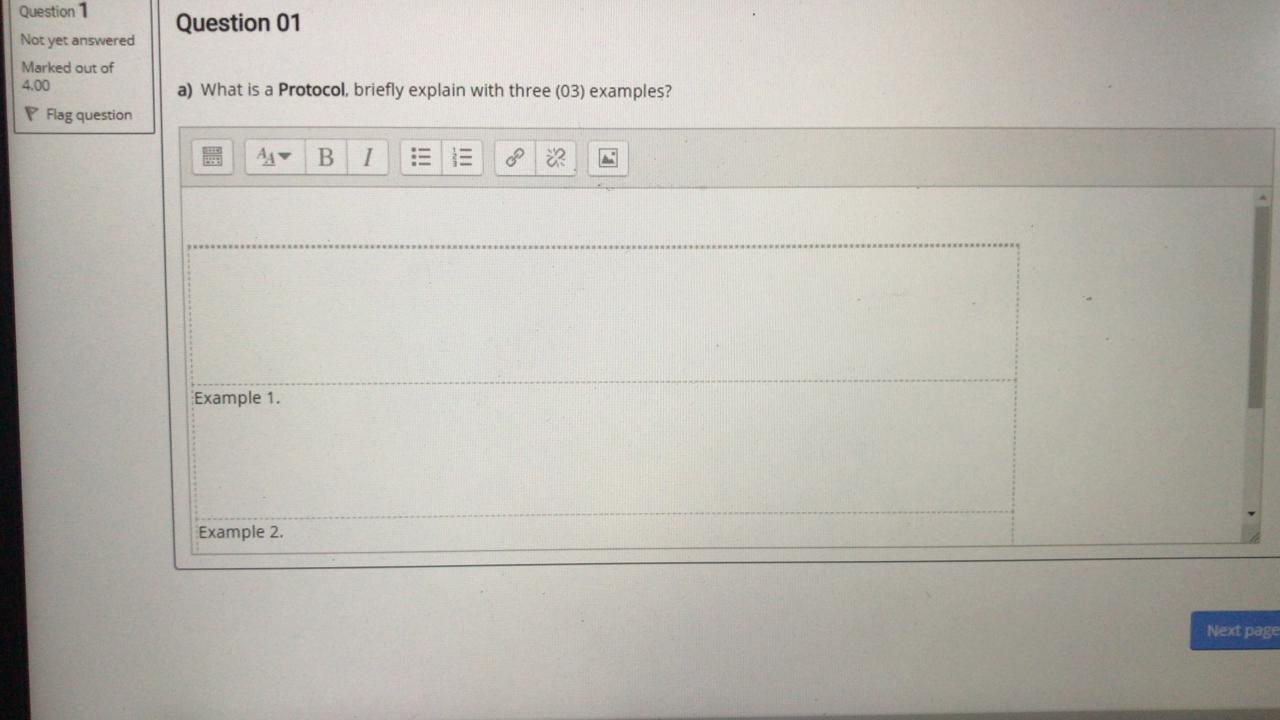 Question 1
Not yet answered
Marked out of
4.00
Flag question
Question 01
a) What is a Protocol, briefly explain with three (03) examples?
B I
Example 1.
Example 2.
Next page